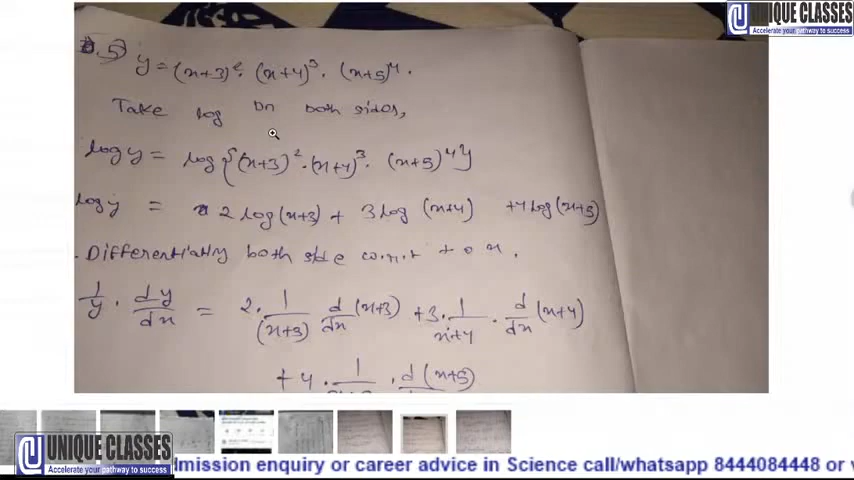 UNIQUE CLASSES
Accelerate your pathway to success
5) y = (x+3)². (x+4)³. (x+5)⁴.
Take log on both sides,
log y = log {(x+3)² . (x+4)³. (x+5)⁴}
log y = 2 log (x+3) + 3 log (x+4) + 4 log (x+5)
. Differentially both side w.r.t to x.
1/y . dy/dx = 2. 1/(x+3) d/dx (x+3) + 3. 1/x+4 . d/dx (x+4)
+ 4. 1/x+5 . d (x+5)
UNIQUE CLASSES
Accelerate your pathway to success
mission enquiry or career advice in Science call/whatsapp 8444084448 or